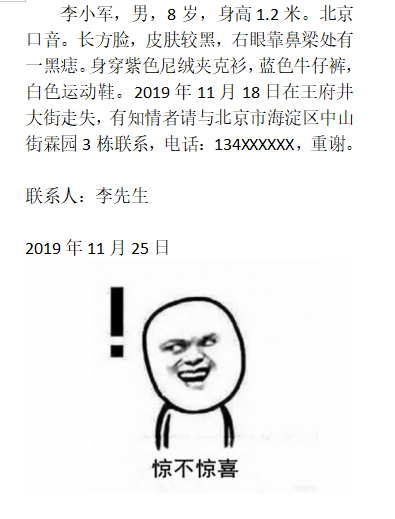 李小军，男，8 岁，身高 1.2 米。北京
口音。长方脸，皮肤较黑，右眼靠鼻梁处有
一黑痣。身穿紫色尼绒夹克衫，蓝色牛仔裤，
白色运动鞋。2019 年 11 月 18 日在王府井
大街走失，有知情者请与北京市海淀区中山
街霖园 3 栋联系，电话：134XXXXXX，重谢。
联系人：李先生
2019 年 11 月 25 日
!
惊不惊喜